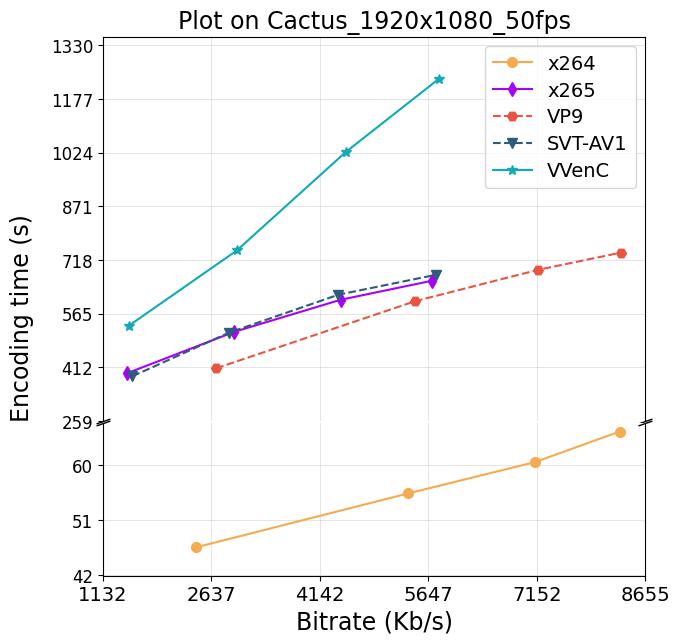 Plot on Cactus_1920x1080_50fps
1330
1177
1024
871
718
565
412
259
60
51
42
Encoding time (s)
x264
x265
VP9
SVT-AV1
VVenC
1132 2637 4142 5647 7152 8655
Bitrate (Kb/s)